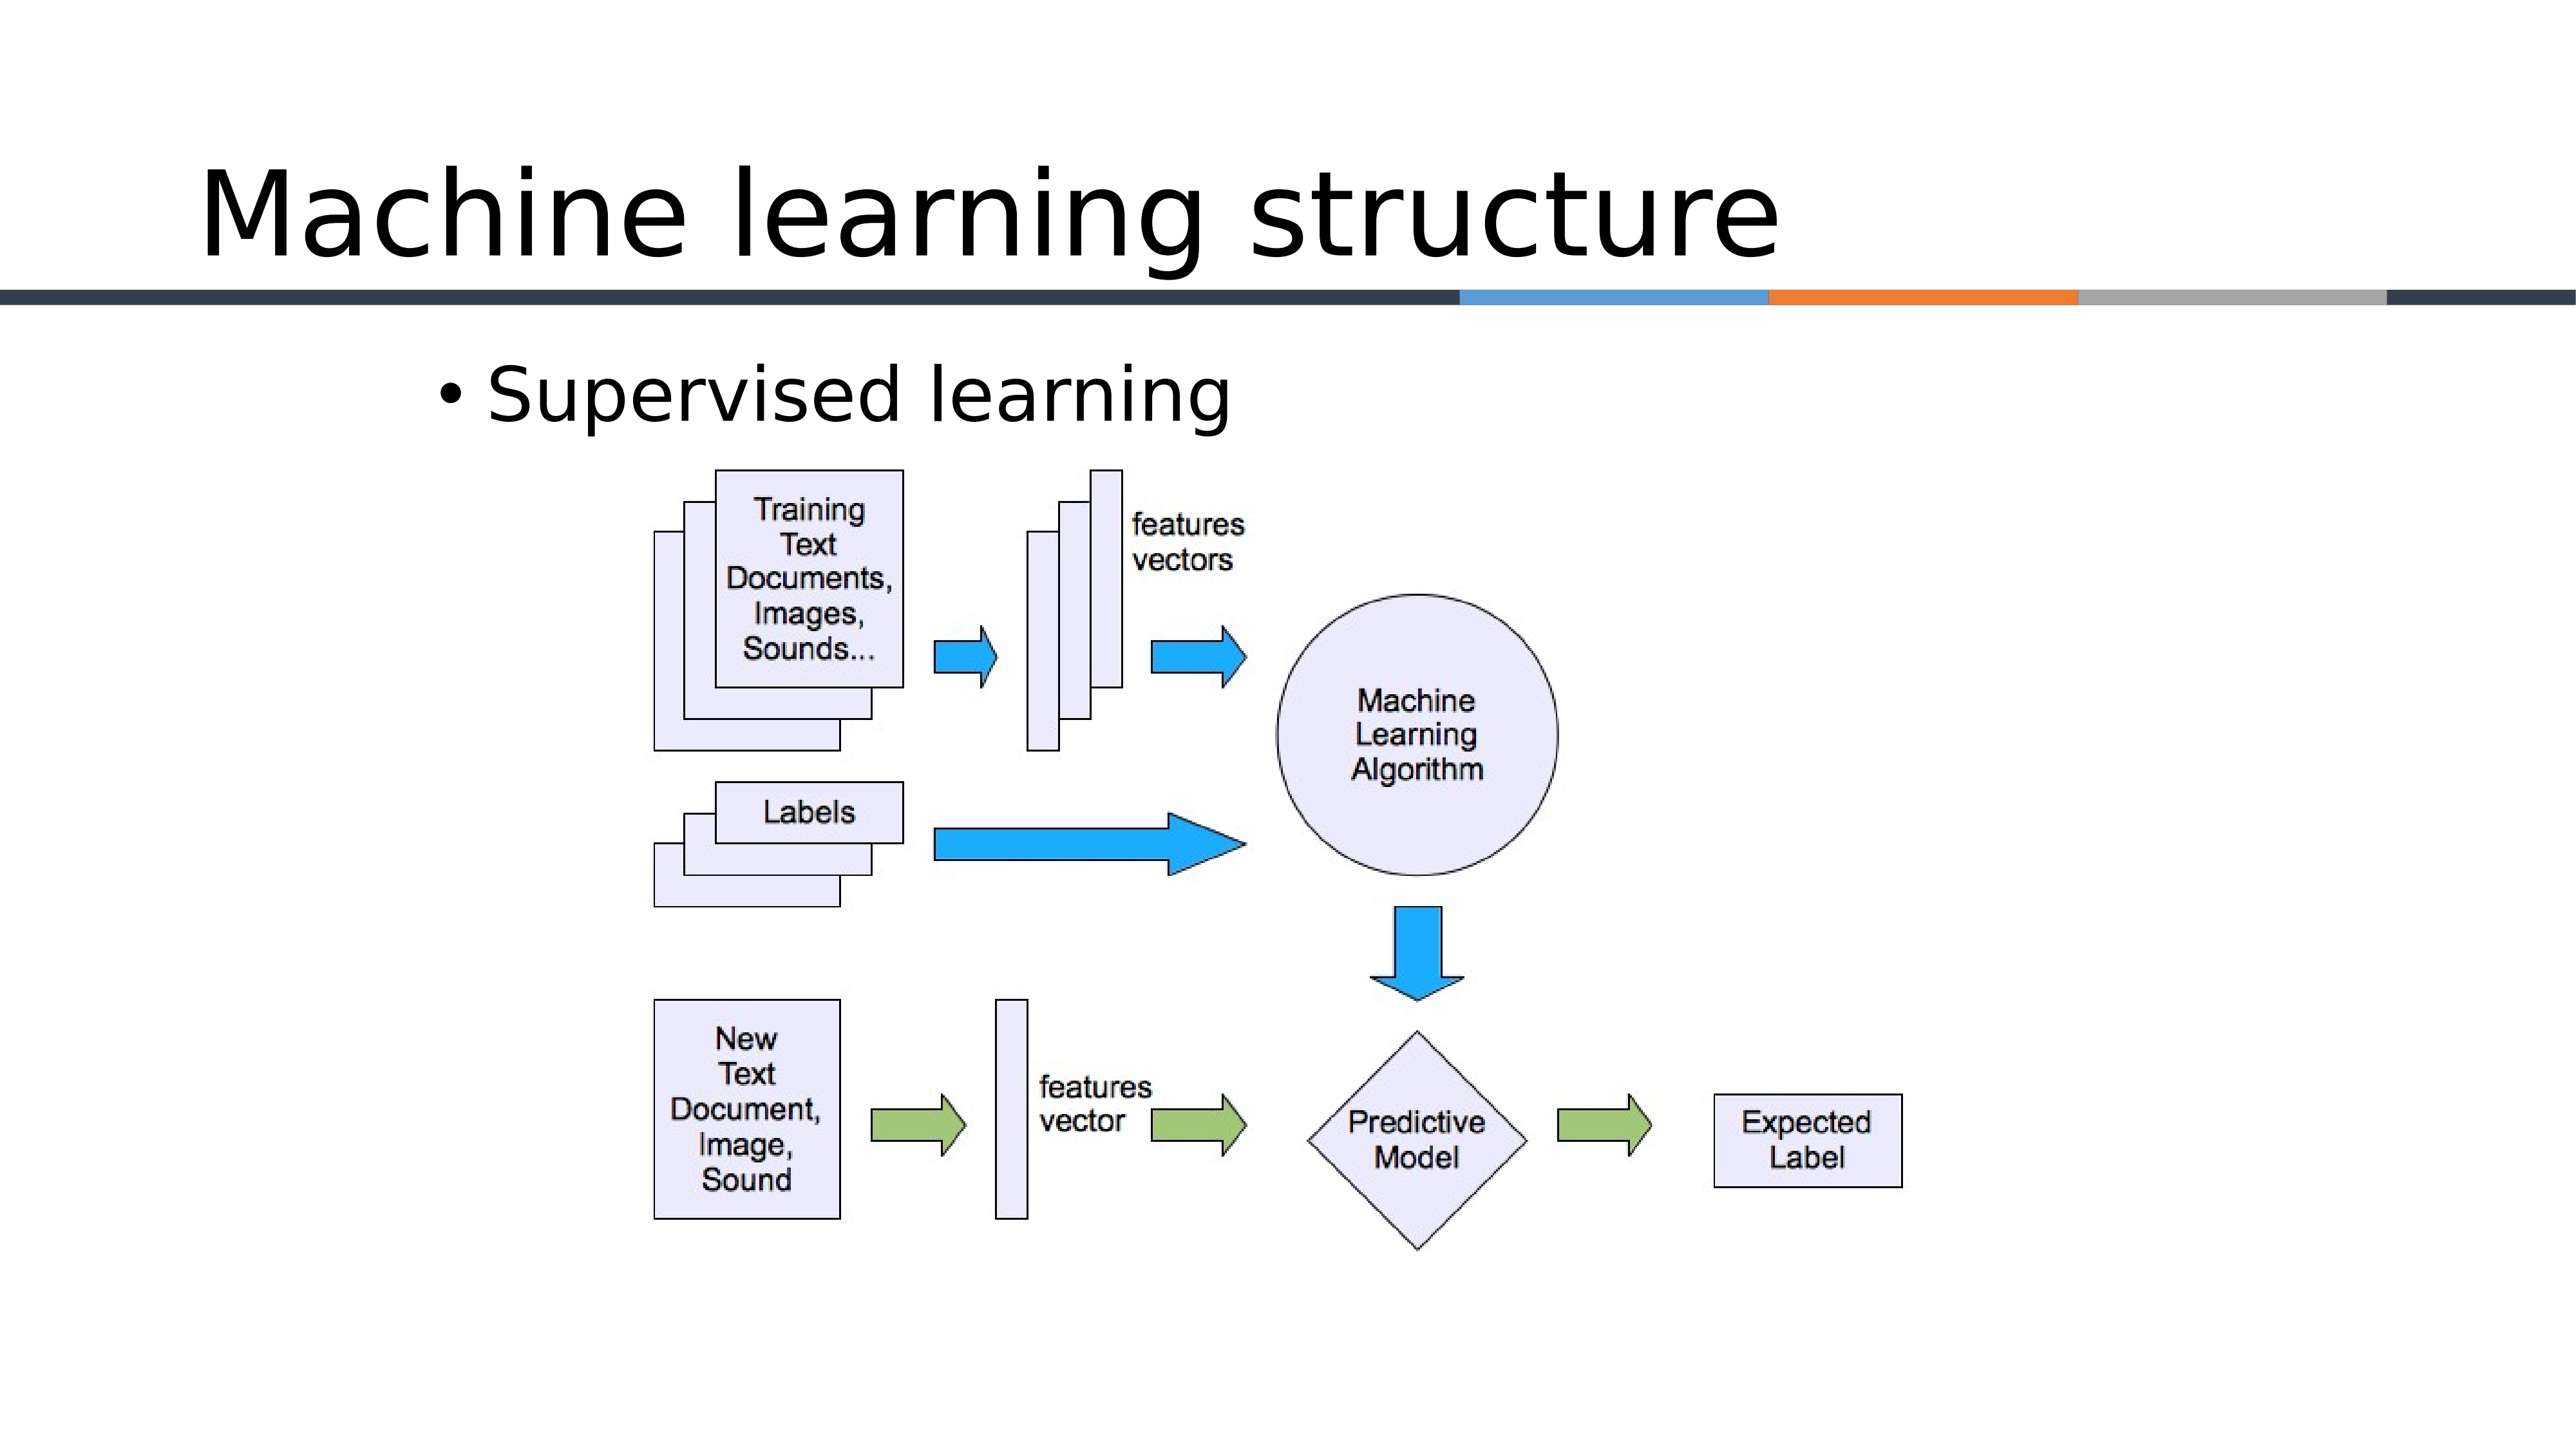 Machine learning structure
• Supervised learning
Training
Text
Documents,
Images,
Sounds...
features
vectors
Machine
Learning
Algorithm
Labels
New
Text
Document,
Image,
Sound
features
vector
Predictive
Model
Expected
Label